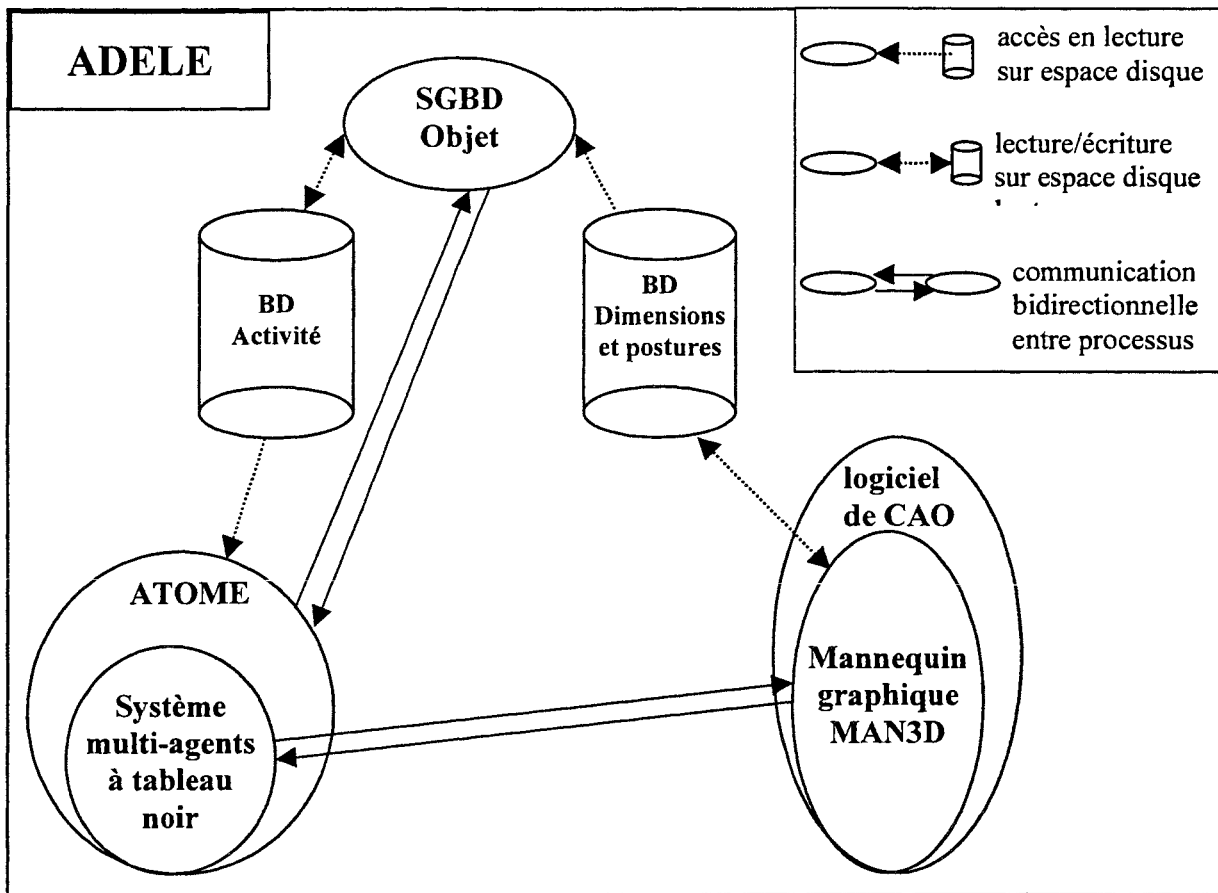 ADELE
SGBD
Objet
BD
Activité
BD
Dimensions
et postures
ATOME
Système
multi-agents
à tableau
noir
logiciel
de CAO
Mannequin
graphique
MAN3D
accès en lecture
sur espace disque
lecture/écriture
sur espace disque
communication
bidirectionnelle
entre processus